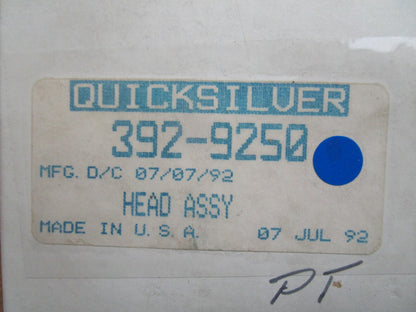 QUICKSILVER
392-9250
MFG. D/C 07/07/92
HEAD ASSY
MADE IN U.S.A. 07 JUL 92
PT